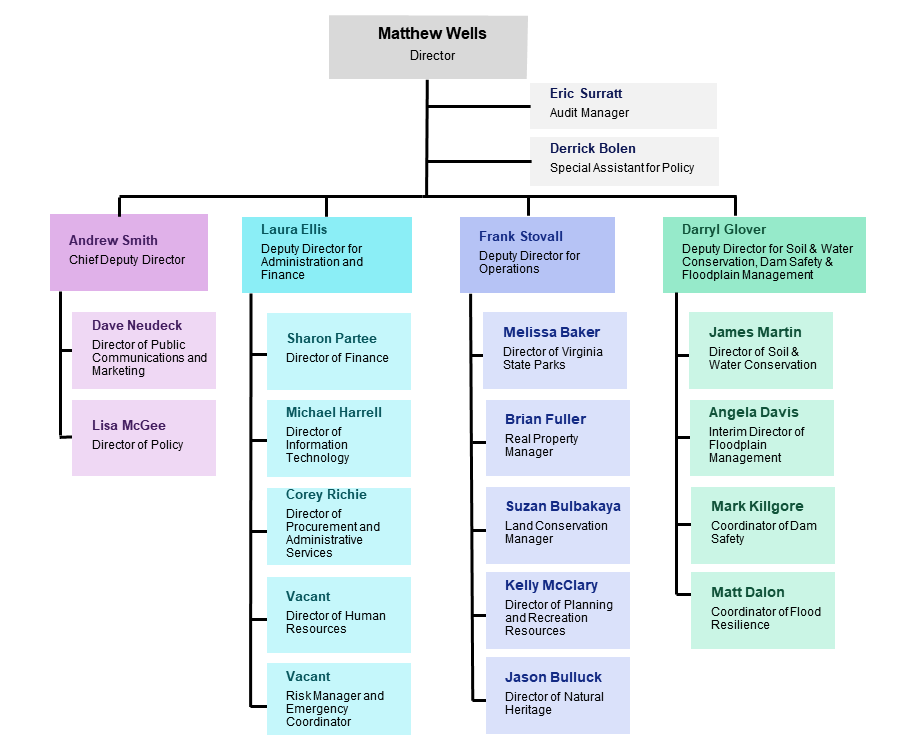 Matthew Wells
Director
Eric Surratt
Audit Manager
Derrick Bolen
Special Assistant for Policy
Andrew Smith
Chief Deputy Director
Dave Neudeck
Director of Public
Communications and
Marketing
Lisa McGee
Director of Policy
Laura Ellis
Deputy Director for
Administration and
Finance
Sharon Partee
Director of Finance
Michael Harrell
Director of
Information
Technology
Corey Richie
Director of
Procurement and
Administrative
Services
Vacant
Director of Human
Resources
Vacant
Risk Manager and
Emergency
Coordinator
Frank Stovall
Deputy Director for
Operations
Melissa Baker
Director of Virginia
State Parks
Brian Fuller
Real Property
Manager
Suzan Bulbakaya
Land Conservation
Manager
Kelly McClary
Director of Planning
and Recreation
Resources
Jason Bulluck
Director of Natural
Heritage
Darryl Glover
Deputy Director for Soil & Water
Conservation, Dam Safety &
Floodplain Management
James Martin
Director of Soil &
Water Conservation
Angela Davis
Interim Director of
Floodplain
Management
Mark Killgore
Coordinator of Dam
Safety
Matt Dalon
Coordinator of Flood
Resilience